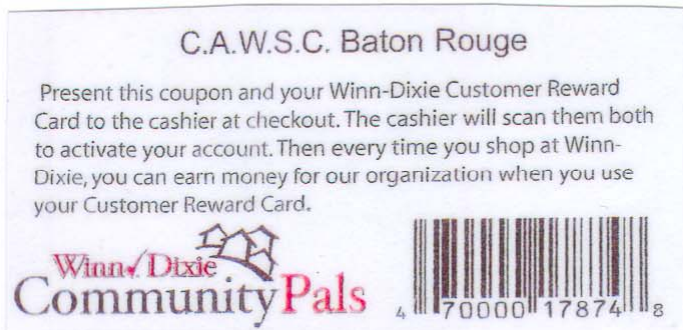 C.A.W.S.C. Baton Rouge
Present this coupon and your Winn-Dixie Customer Reward
Card to the cashier at checkout. The cashier will scan them both
to activate your account. Then every time you shop at Winn-
Dixie, you can earn money for our organization when you use
your Customer Reward Card.
Winn Dixie
CommunityPals
4 70000 17874 8